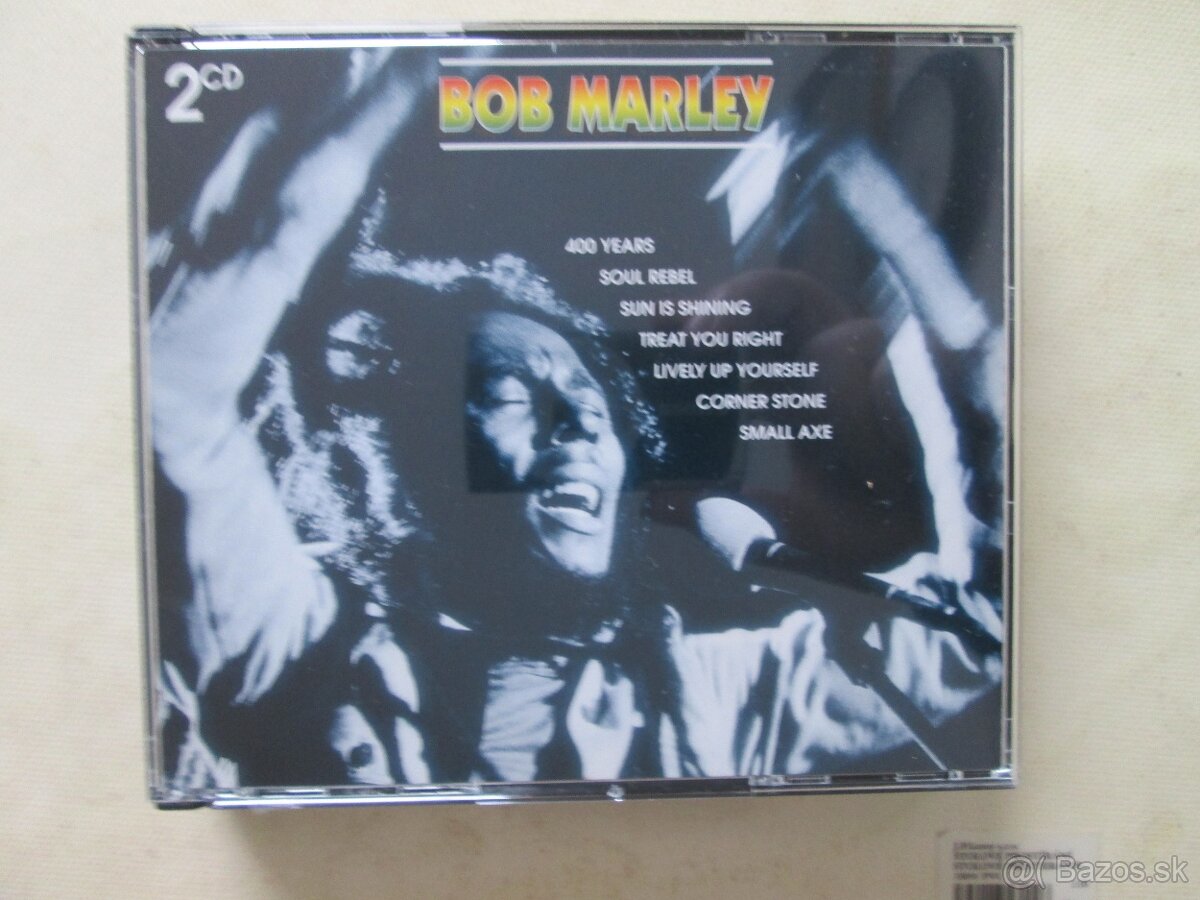 2CD
BOB MARLEY
400 YEARS
SOUL REBEL
SUN IS SHINING
TREAT YOU RIGHT
LIVELY UP YOURSELF
CORNER STONE
SMALL AXE
@( Bazos.sk